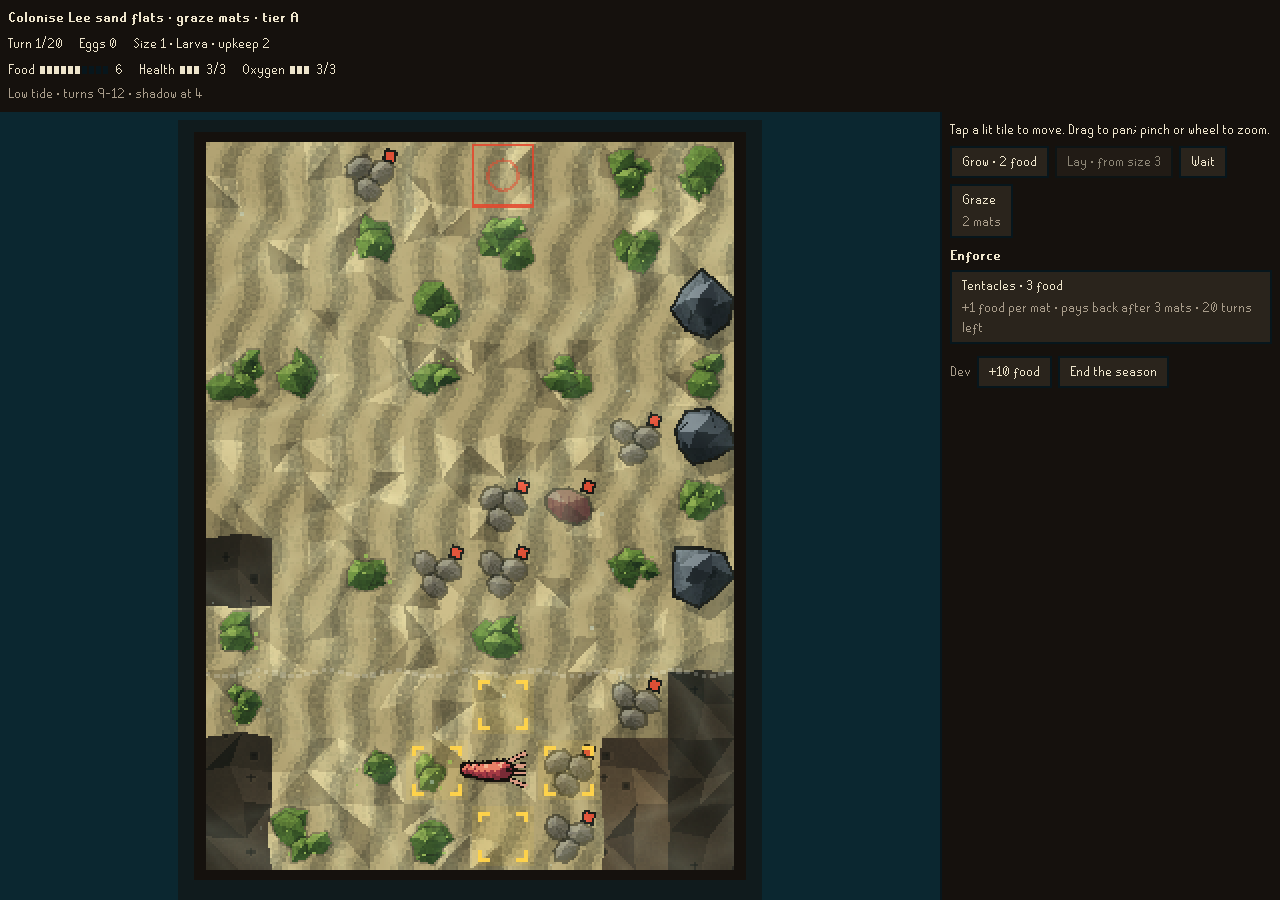 Colonise Lee sand flats · graze mats · tier A
Turn 1/20 Eggs 0 Size 1 · Larva · upkeep 2
Food 6 Health 3/3 Oxygen 3/3
Low tide · turns 9-12 · shadow at 4
Tap a lit tile to move. Drag to pan; pinch or wheel to zoom.
Grow · 2 food Lay · from size 3 Wait
Graze
2 mats
Enforce
Tentacles · 3 food
+1 food per mat · pays back after 3 mats · 20 turns
left
Dev +10 food End the season